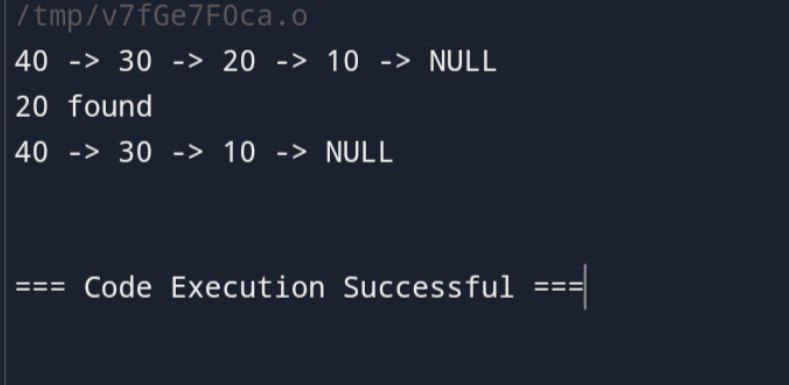 /tmp/v7fGe7F0ca.o
40 -> 30 -> 20 -> 10 -> NULL
20 found
40 -> 30 -> 10 -> NULL
=== Code Execution Successful ===